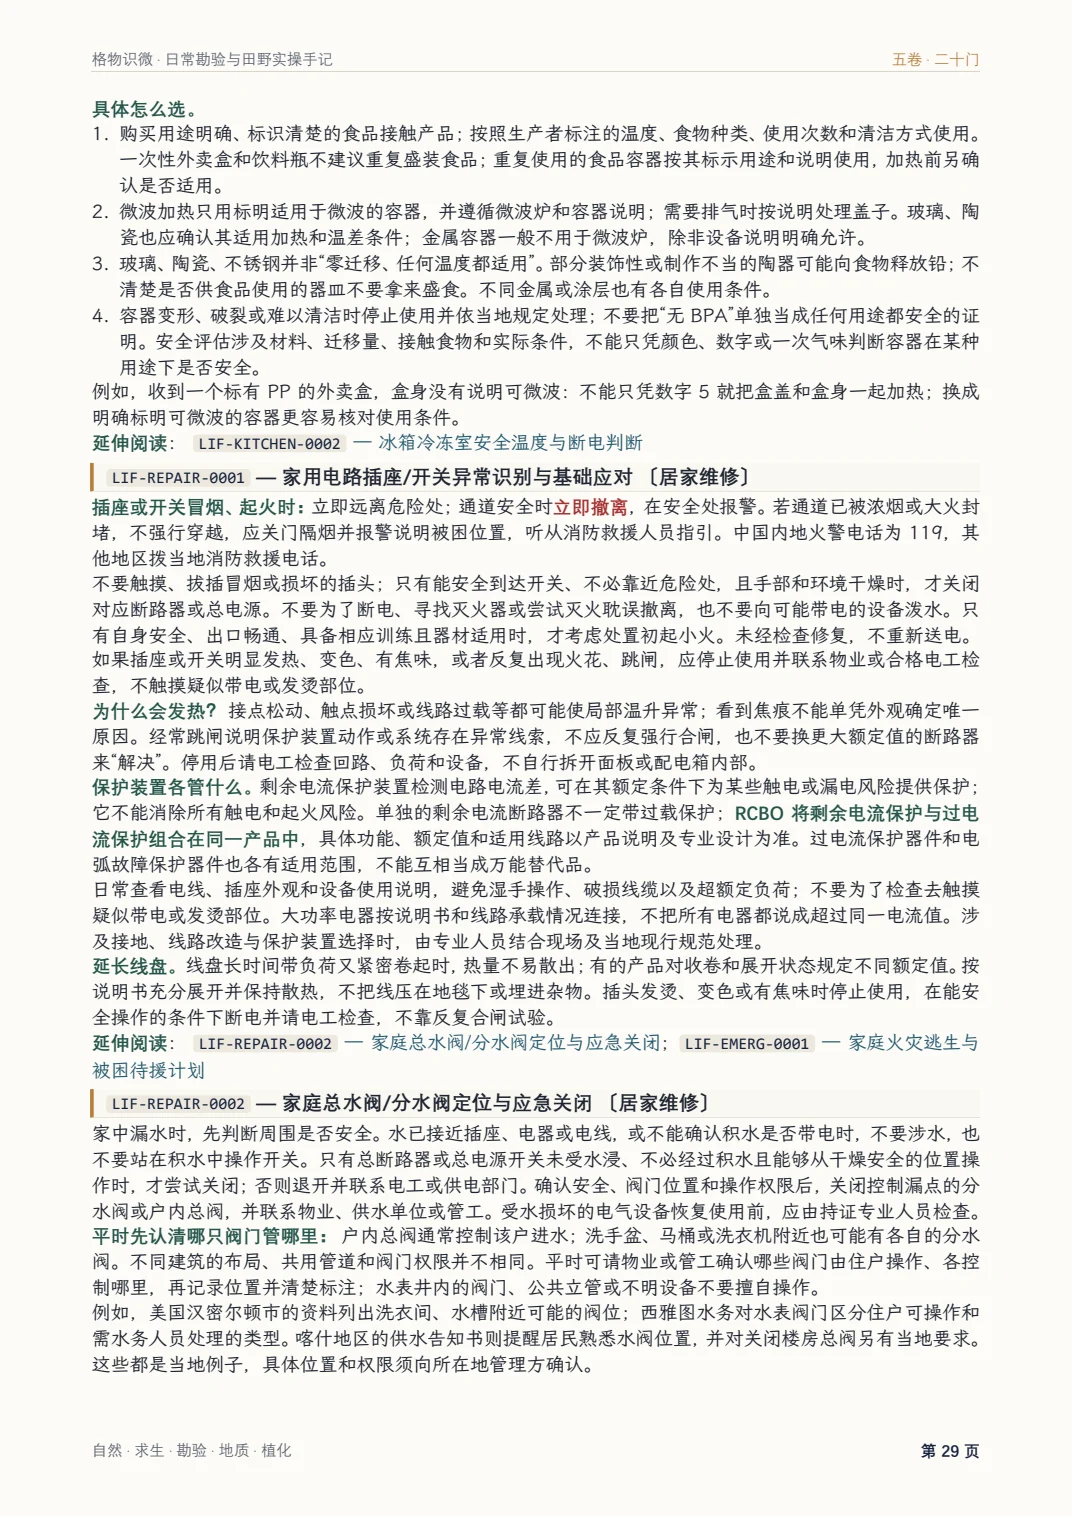 格物识微 · 日常勘验与田野实操手记
五卷 · 二十门
具体怎么选。
1. 购买用途明确、标识清楚的食品接触产品；按照生产者标注的温度、食物种类、使用次数和清洁方式使用。
一次性外卖盒和饮料瓶不建议重复盛装食品；重复使用的食品容器按其标示用途和说明使用，加热前另确
认是否适用。
2. 微波加热只用标明适用于微波的容器，并遵循微波炉和容器说明；需要排气时按说明处理盖子。玻璃、陶
瓷也应确认其适用加热和温差条件；金属容器一般不用于微波炉，除非设备说明明确允许。
3. 玻璃、陶瓷、不锈钢并非“零迁移、任何温度都适用”。部分装饰性或制作不当的陶器可能向食物释放铅；不
清楚是否供食品使用的器皿不要拿来盛食。不同金属或涂层也有各自使用条件。
4. 容器变形、破裂或难以清洁时停止使用并依当地规定处理；不要把“无 BPA”单独当成任何用途都安全的证
明。安全评估涉及材料、迁移量、接触食物和实际条件，不能只凭颜色、数字或一次气味判断容器在某种
用途下是否安全。
例如，收到一个标有 PP 的外卖盒，盒身没有说明可微波：不能只凭数字 5 就把盒盖和盒身一起加热；换成
明确标明可微波的容器更容易核对使用条件。
延伸阅读： LIF-KITCHEN-0002 — 冰箱冷冻室安全温度与断电判断
LIF-REPAIR-0001 — 家用电路插座/开关异常识别与基础应对 〔居家维修〕
插座或开关冒烟、起火时：立即远离危险处；通道安全时立即撤离，在安全处报警。若通道已被浓烟或大火封
堵，不强行穿越，应关门隔烟并报警说明被困位置，听从消防救援人员指引。中国内地火警电话为 119，其
他地区拨当地消防救援电话。
不要触摸、拔插冒烟或损坏的插头；只有能安全到达开关、不必靠近危险处，且手部和环境干燥时，才关闭
对应断路器或总电源。不要为了断电、寻找灭火器或尝试灭火耽误撤离，也不要向可能带电的设备泼水。只
有自身安全、出口畅通、具备相应训练且器材适用时，才考虑处置初起小火。未经检查修复，不重新送电。
如果插座或开关明显发热、变色、有焦味，或者反复出现火花、跳闸，应停止使用并联系物业或合格电工检
查，不触摸疑似带电或发烫部位。
为什么会发热？ 接点松动、触点损坏或线路过载等都可能使局部温升异常；看到焦痕不能单凭外观确定唯一
原因。经常跳闸说明保护装置动作或系统存在异常线索，不应反复强行合闸，也不要换更大额定值的断路器
来“解决”。停用后请电工检查回路、负荷和设备，不自行拆开面板或配电箱内部。
保护装置各管什么。剩余电流保护装置检测电路电流差，可在其额定条件下为某些触电或漏电风险提供保护；
它不能消除所有触电和起火风险。单独的剩余电流断路器不一定带过载保护；RCBO 将剩余电流保护与过电
流保护组合在同一产品中，具体功能、额定值和适用线路以产品说明及专业设计为准。过电流保护器件和电
弧故障保护器件也各有适用范围，不能互相当成万能替代品。
日常查看电线、插座外观和设备使用说明，避免湿手操作、破损线缆以及超额定负荷；不要为了检查去触摸
疑似带电或发烫部位。大功率电器按说明书和线路承载情况连接，不把所有电器都说成超过同一电流值。涉
及接地、线路改造与保护装置选择时，由专业人员结合现场及当地现行规范处理。
延长线盘。线盘长时间带负荷又紧密卷起时，热量不易散出；有的产品对收卷和展开状态规定不同额定值。按
说明书充分展开并保持散热，不把线压在地毯下或埋进杂物。插头发烫、变色或有焦味时停止使用，在能安
全操作的条件下断电并请电工检查，不靠反复合闸试验。
延伸阅读： LIF-REPAIR-0002 — 家庭总水阀/分水阀定位与应急关闭；LIF-EMERG-0001 — 家庭火灾逃生与
被困待援计划
LIF-REPAIR-0002 — 家庭总水阀/分水阀定位与应急关闭 〔居家维修〕
家中漏水时，先判断周围是否安全。水已接近插座、电器或电线，或不能确认积水是否带电时，不要涉水，也
不要站在积水中操作开关。只有总断路器或总电源开关未受水浸、不必经过积水且能够从干燥安全的位置操
作时，才尝试关闭；否则退开并联系电工或供电部门。确认安全、阀门位置和操作权限后，关闭控制漏点的分
水阀或户内总阀，并联系物业、供水单位或管工。受水损坏的电气设备恢复使用前，应由持证专业人员检查。
平时先认清哪只阀门管哪里： 户内总阀通常控制该户进水；洗手盆、马桶或洗衣机附近也可能有各自的分水
阀。不同建筑的布局、共用管道和阀门权限并不相同。平时可请物业或管工确认哪些阀门由住户操作、各控
制哪里，再记录位置并清楚标注；水表井内的阀门、公共立管或不明设备不要擅自操作。
例如，美国汉密尔顿市的资料列出洗衣间、水槽附近可能的阀位；西雅图水务对水表阀门区分住户可操作和
需水务人员处理的类型。喀什地区的供水告知书则提醒居民熟悉水阀位置，并对关闭楼房总阀另有当地要求。
这些都是当地例子，具体位置和权限须向所在地管理方确认。
自然 · 求生 · 勘验 · 地质 · 植化
第 29 页